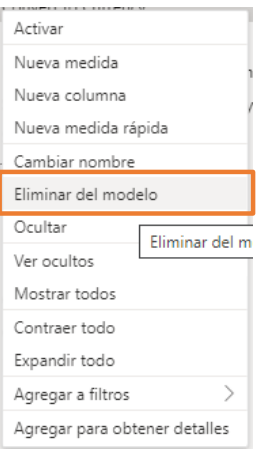 Activar
Nueva medida
Nueva columna
Nueva medida rápida
Cambiar nombre
Eliminar del modelo
Ocultar
Eliminar del m
Ver ocultos
Mostrar todos
Contraer todo
Expandir todo
Agregar a filtros
Agregar para obtener detalles